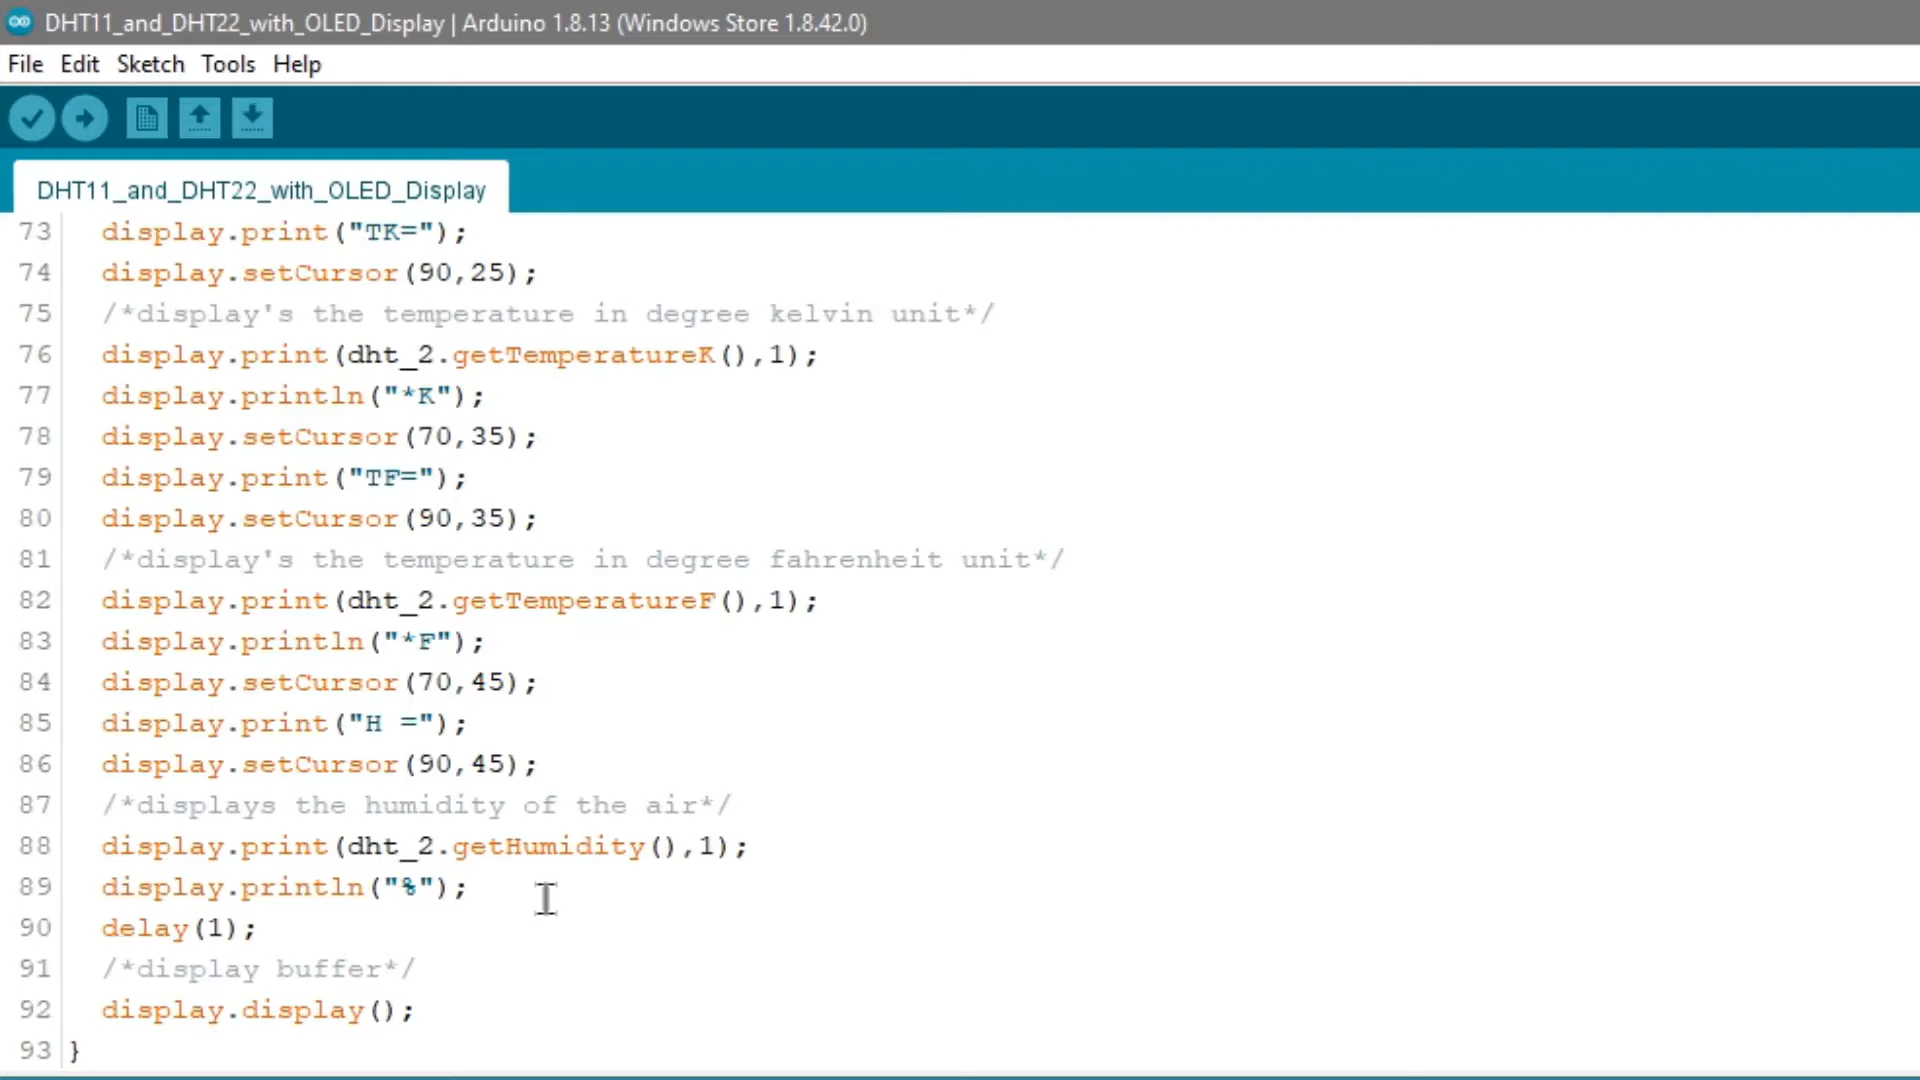 DHT11_and_DHT22_with_OLED_Display | Arduino 1.8.13 (Windows Store 1.8.42.0)
File Edit Sketch Tools Help
DHT11_and_DHT22_with_OLED_Display
73 display.print("TK=");
74 display.setCursor(90,25);
75 /*display's the temperature in degree kelvin unit*/
76 display.print(dht_2.getTemperatureK(),1);
77 display.println("*K");
78 display.setCursor(70,35);
79 display.print("TF=");
80 display.setCursor(90,35);
81 /*display's the temperature in degree fahrenheit unit*/
82 display.print(dht_2.getTemperatureF(),1);
83 display.println("*F");
84 display.setCursor(70,45);
85 display.print("H =");
86 display.setCursor(90,45);
87 /*displays the humidity of the air*/
88 display.print(dht_2.getHumidity(),1);
89 display.println("%");
90 delay(1);
91 /*display buffer*/
92 display.display();
93 }